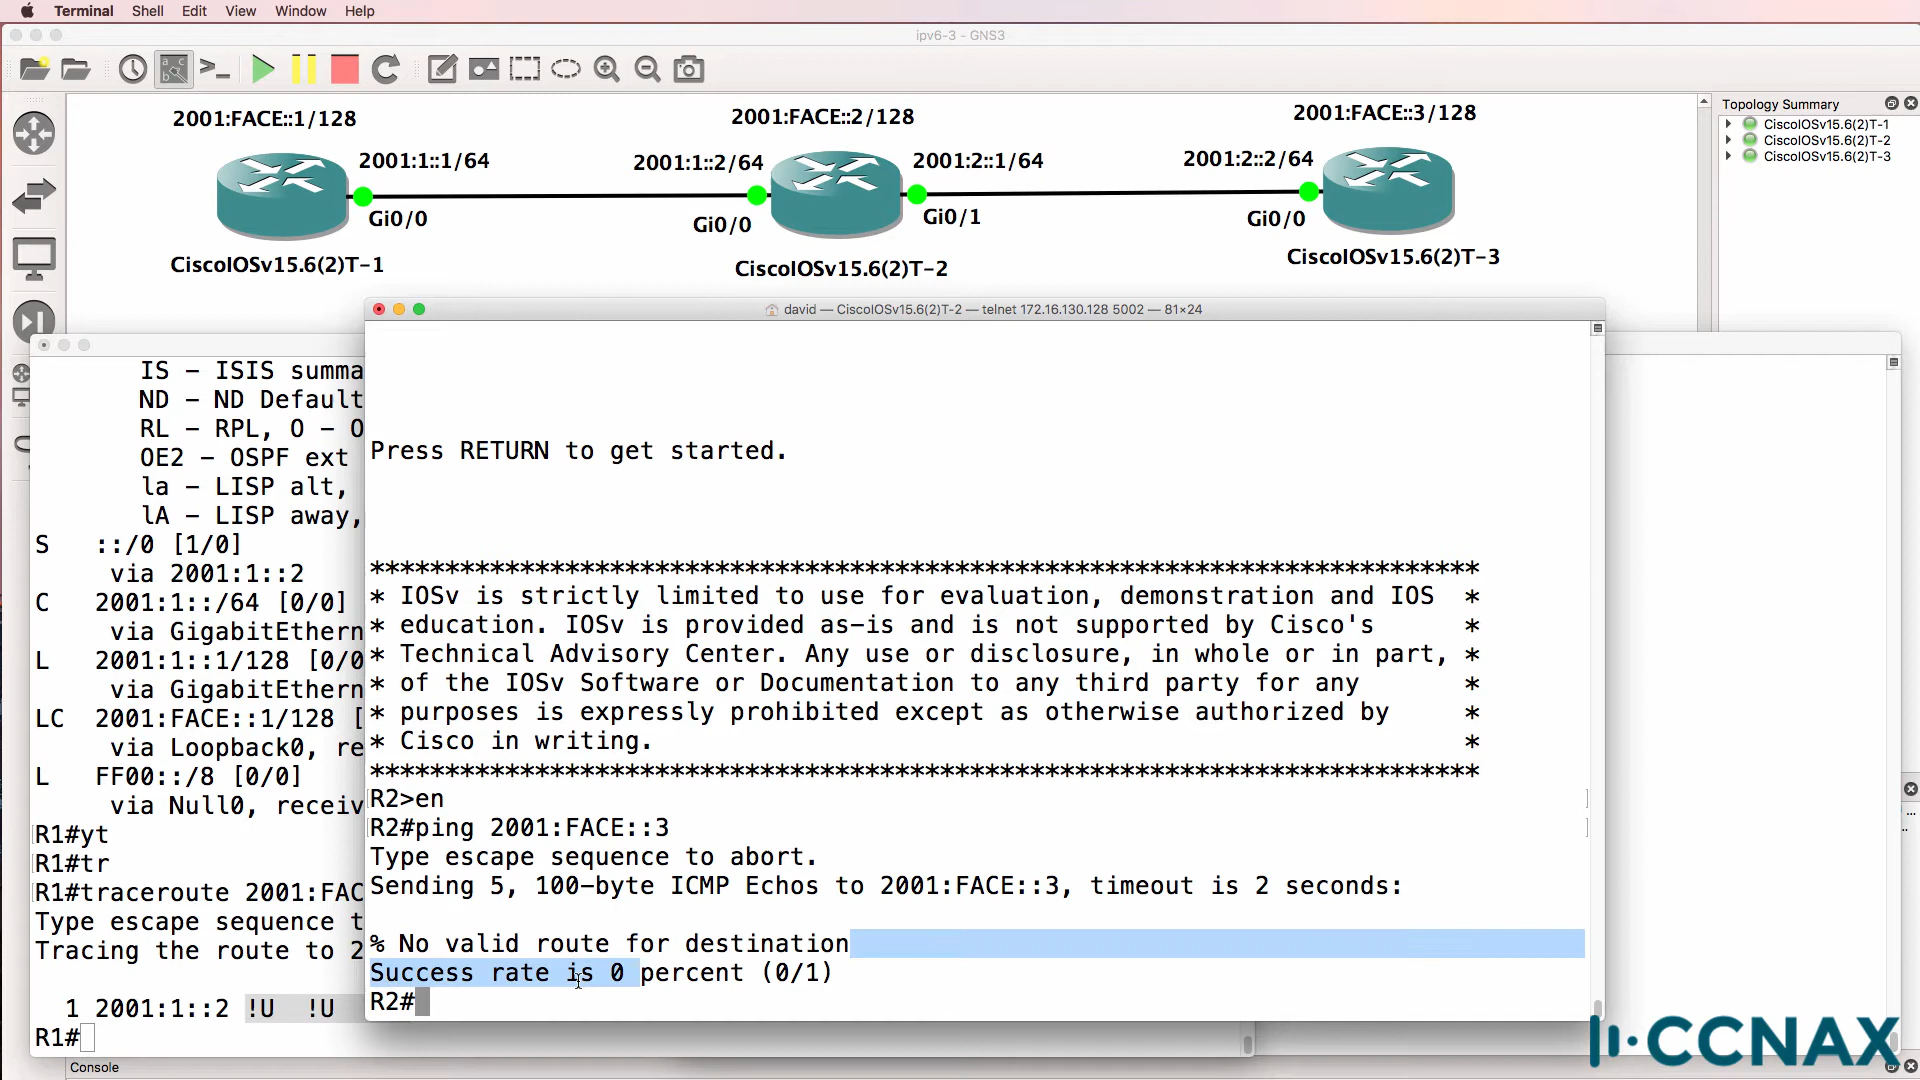 Terminal Shell Edit View Window Help
ipv6-3 - GNS3
2001:FACE::1/128
2001:FACE::2/128
2001:FACE::3/128
2001:1::1/64
2001:1::2/64
2001:2::1/64
2001:2::2/64
Gi0/0
Gi0/0
Gi0/1
Gi0/0
CiscoIOSv15.6(2)T-1
CiscoIOSv15.6(2)T-2
CiscoIOSv15.6(2)T-3
Topology Summary
CiscoIOSv15.6(2)T-1
CiscoIOSv15.6(2)T-2
CiscoIOSv15.6(2)T-3
IS - ISIS summa
ND - ND Default
RL - RPL, O - O
OE2 - OSPF ext
la - LISP alt,
lA - LISP away,
S ::/0 [1/0]
via 2001:1::2
C 2001:1::/64 [0/0]
via GigabitEthern
L 2001:1::1/128 [0/0
via GigabitEthern
LC 2001:FACE::1/128 [
via Loopback0, re
L FF00::/8 [0/0]
via Null0, receiv
R1#yt
R1#tr
R1#traceroute 2001:FAC
Type escape sequence t
Tracing the route to 2
1 2001:1::2 !U !U
R1#
david — CiscoIOSv15.6(2)T-2 — telnet 172.16.130.128 5002 — 81×24
Press RETURN to get started.
**************************************************************************
* IOSv is strictly limited to use for evaluation, demonstration and IOS *
* education. IOSv is provided as-is and is not supported by Cisco's *
* Technical Advisory Center. Any use or disclosure, in whole or in part, *
* of the IOSv Software or Documentation to any third party for any *
* purposes is expressly prohibited except as otherwise authorized by *
* Cisco in writing. *
**************************************************************************
R2>en
R2#ping 2001:FACE::3
Type escape sequence to abort.
Sending 5, 100-byte ICMP Echos to 2001:FACE::3, timeout is 2 seconds:
% No valid route for destination
Success rate is 0 percent (0/1)
R2#
Console
CCNAX